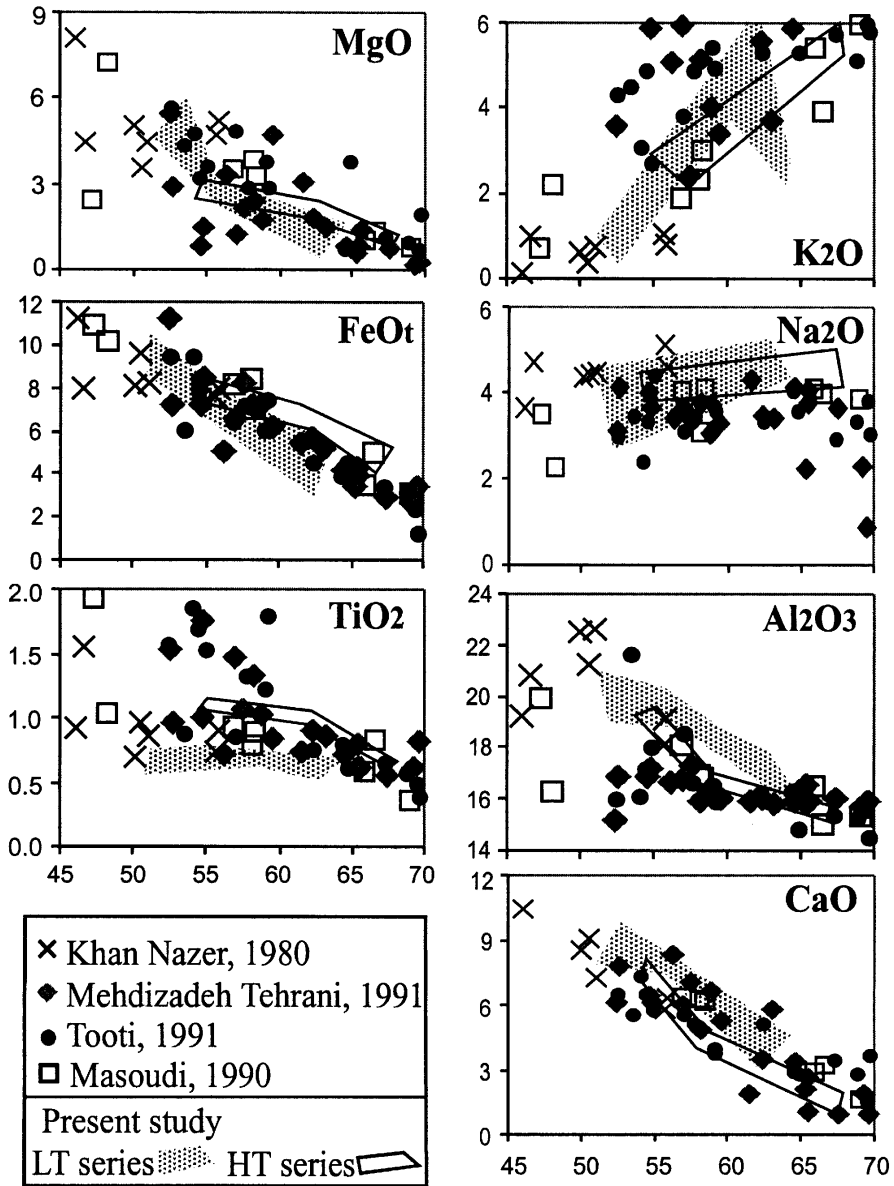 MgO
9
6
3
0
K2O
6
4
2
0
FeOt
12
10
8
6
4
2
0
Na2O
6
4
2
0
TiO2
2.0
1.5
1.0
0.5
0.0
45 50 55 60 65 70
Al2O3
24
22
20
18
16
14
CaO
12
9
6
3
0
45 50 55 60 65 70
Khan Nazer, 1980
Mehdizadeh Tehrani, 1991
Tooti, 1991
Masoudi, 1990
Present study
LT series HT series